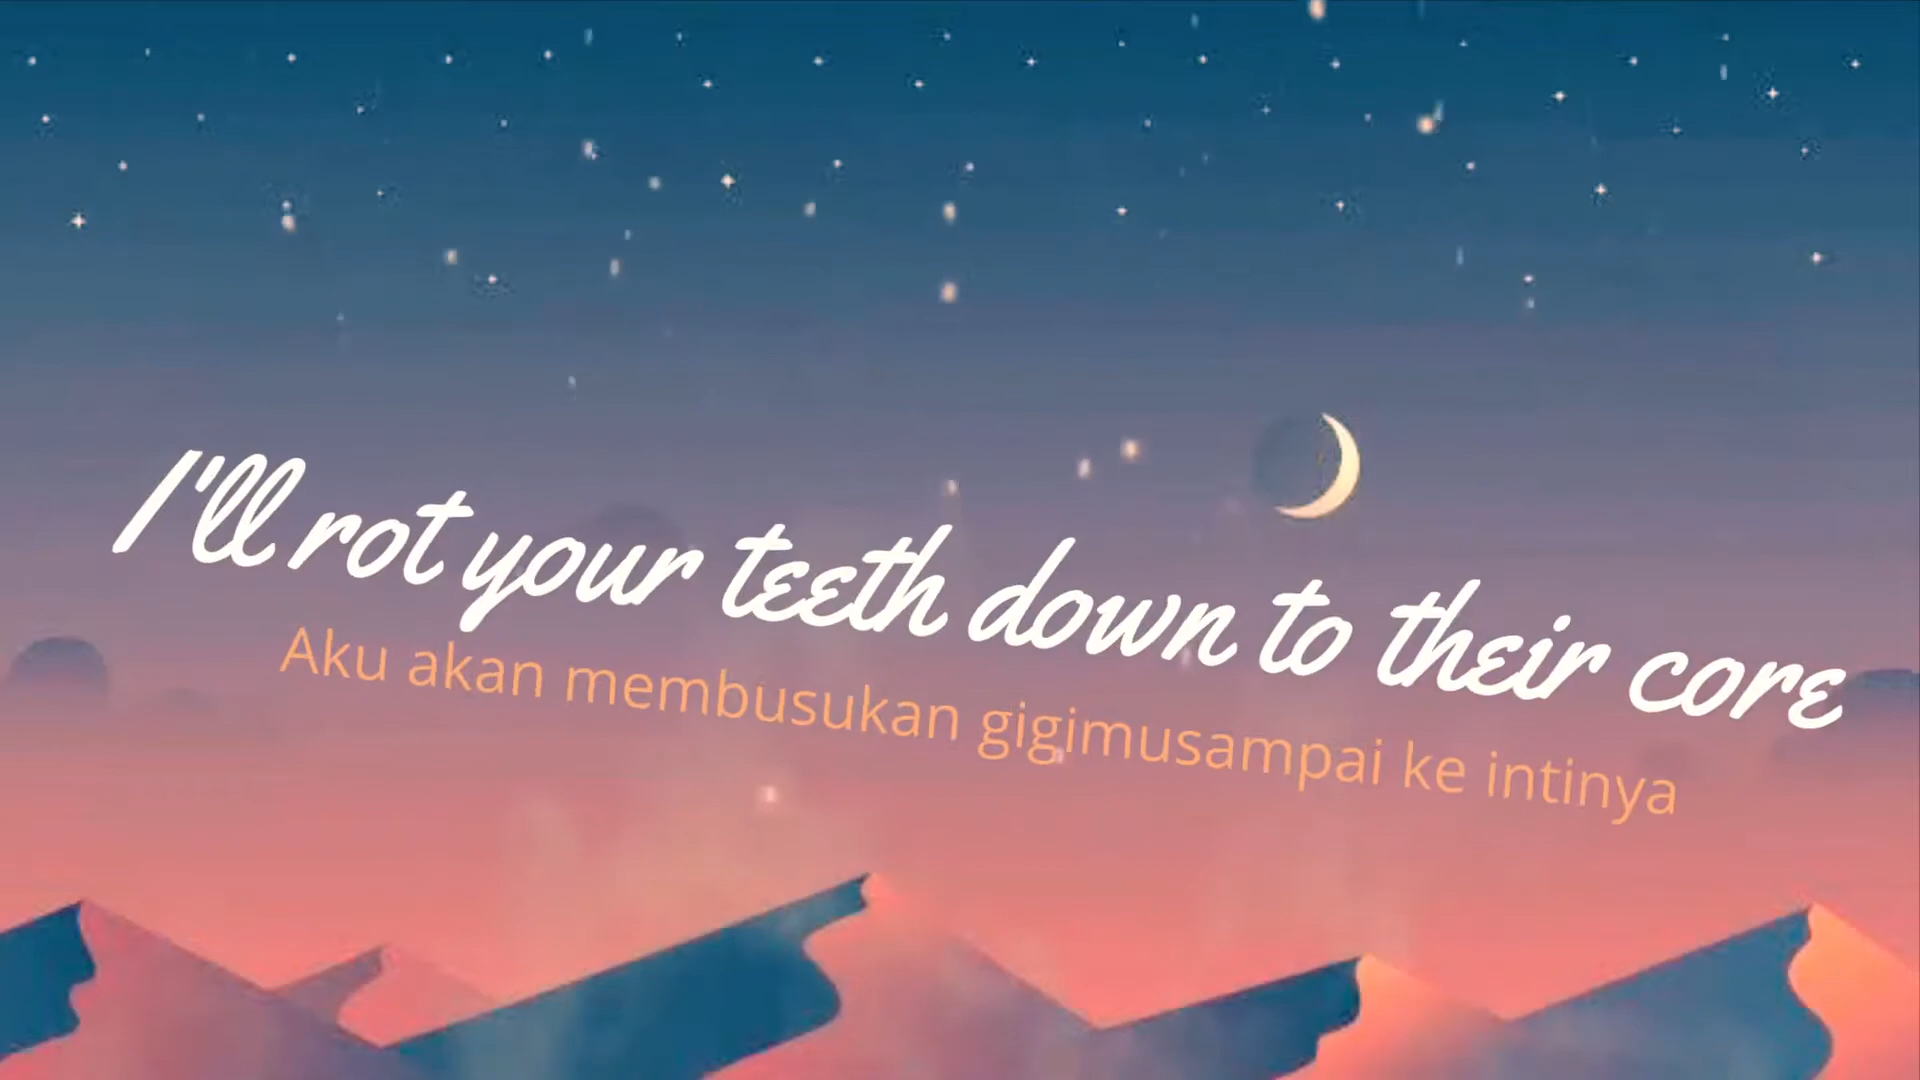 I'll rot your teeth down to their core
Aku akan membusukan gigimusampai ke intinya